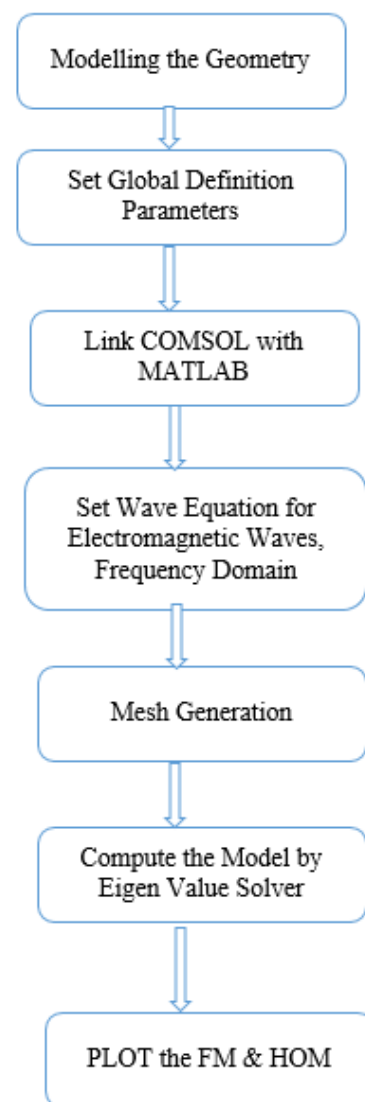 Modelling the Geometry
Set Global Definition
Parameters
Link COMSOL with
MATLAB
Set Wave Equation for
Electromagnetic Waves,
Frequency Domain
Mesh Generation
Compute the Model by
Eigen Value Solver
PLOT the FM & HOM